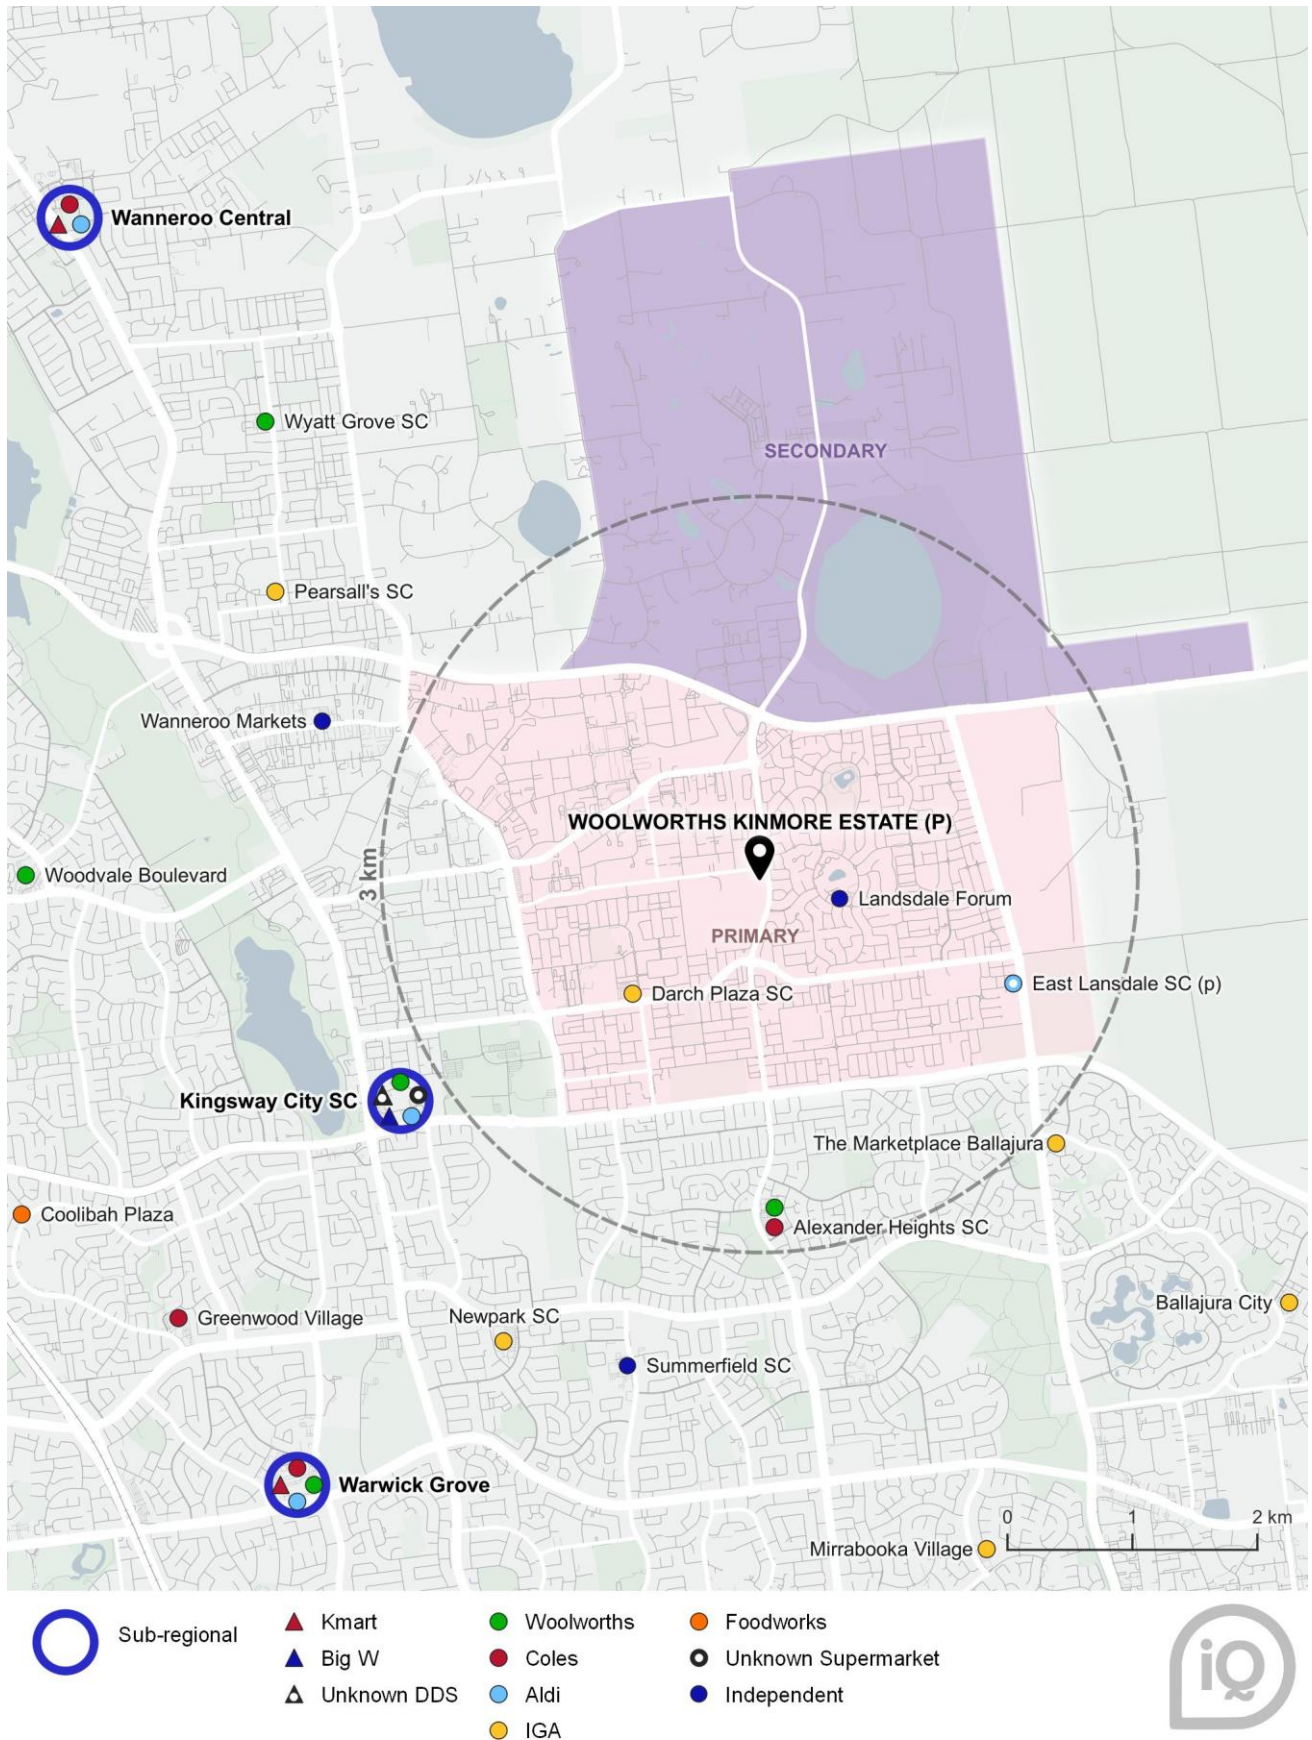 Wanneroo Central
Wyatt Grove SC
SECONDARY
Pearsall's SC
Wanneroo Markets
WOOLWORTHS KINMORE ESTATE (P)
3 km
Woodvale Boulevard
Landsdale Forum
PRIMARY
East Lansdale SC (p)
Darch Plaza SC
Kingsway City SC
The Marketplace Ballajura
Coolibah Plaza
Alexander Heights SC
Ballajura City
Greenwood Village
Newpark SC
Summerfield SC
Warwick Grove
0 1 2 km
Mirrabooka Village
Sub-regional
Kmart
Big W
Unknown DDS
Woolworths
Coles
Aldi
IGA
Foodworks
Unknown Supermarket
Independent
iQ